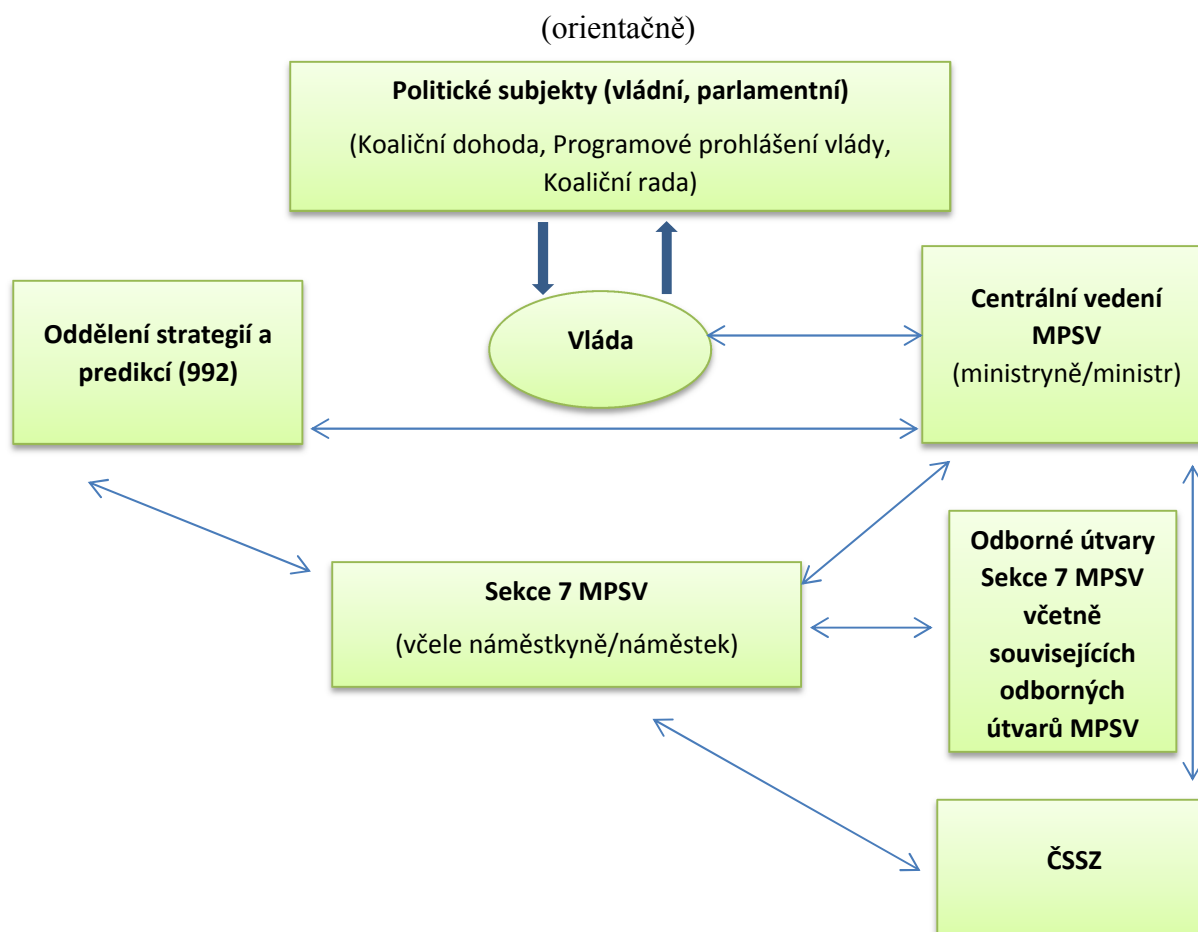 (orientačně)
Politické subjekty (vládní, parlamentní)
(Koaliční dohoda, Programové prohlášení vlády,
Koaliční rada)
Oddělení strategií a
predikcí (992)
Vláda
Centrální vedení
MPSV
(ministryně/ministr)
Sekce 7 MPSV
(včele náměstkyně/náměstek)
Odborné útvary
Sekce 7 MPSV
včetně
souvisejících
odborných
útvarů MPSV
ČSSZ